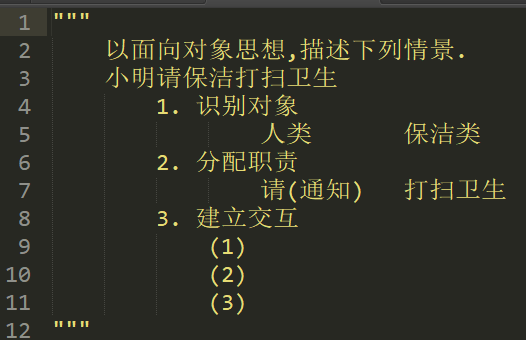 1 """
2 以面向对象思想,描述下列情景.
3 小明请保洁打扫卫生
4 1. 识别对象
5 人类 保洁类
6 2. 分配职责
7 请(通知) 打扫卫生
8 3. 建立交互
9 (1)
10 (2)
11 (3)
12 """